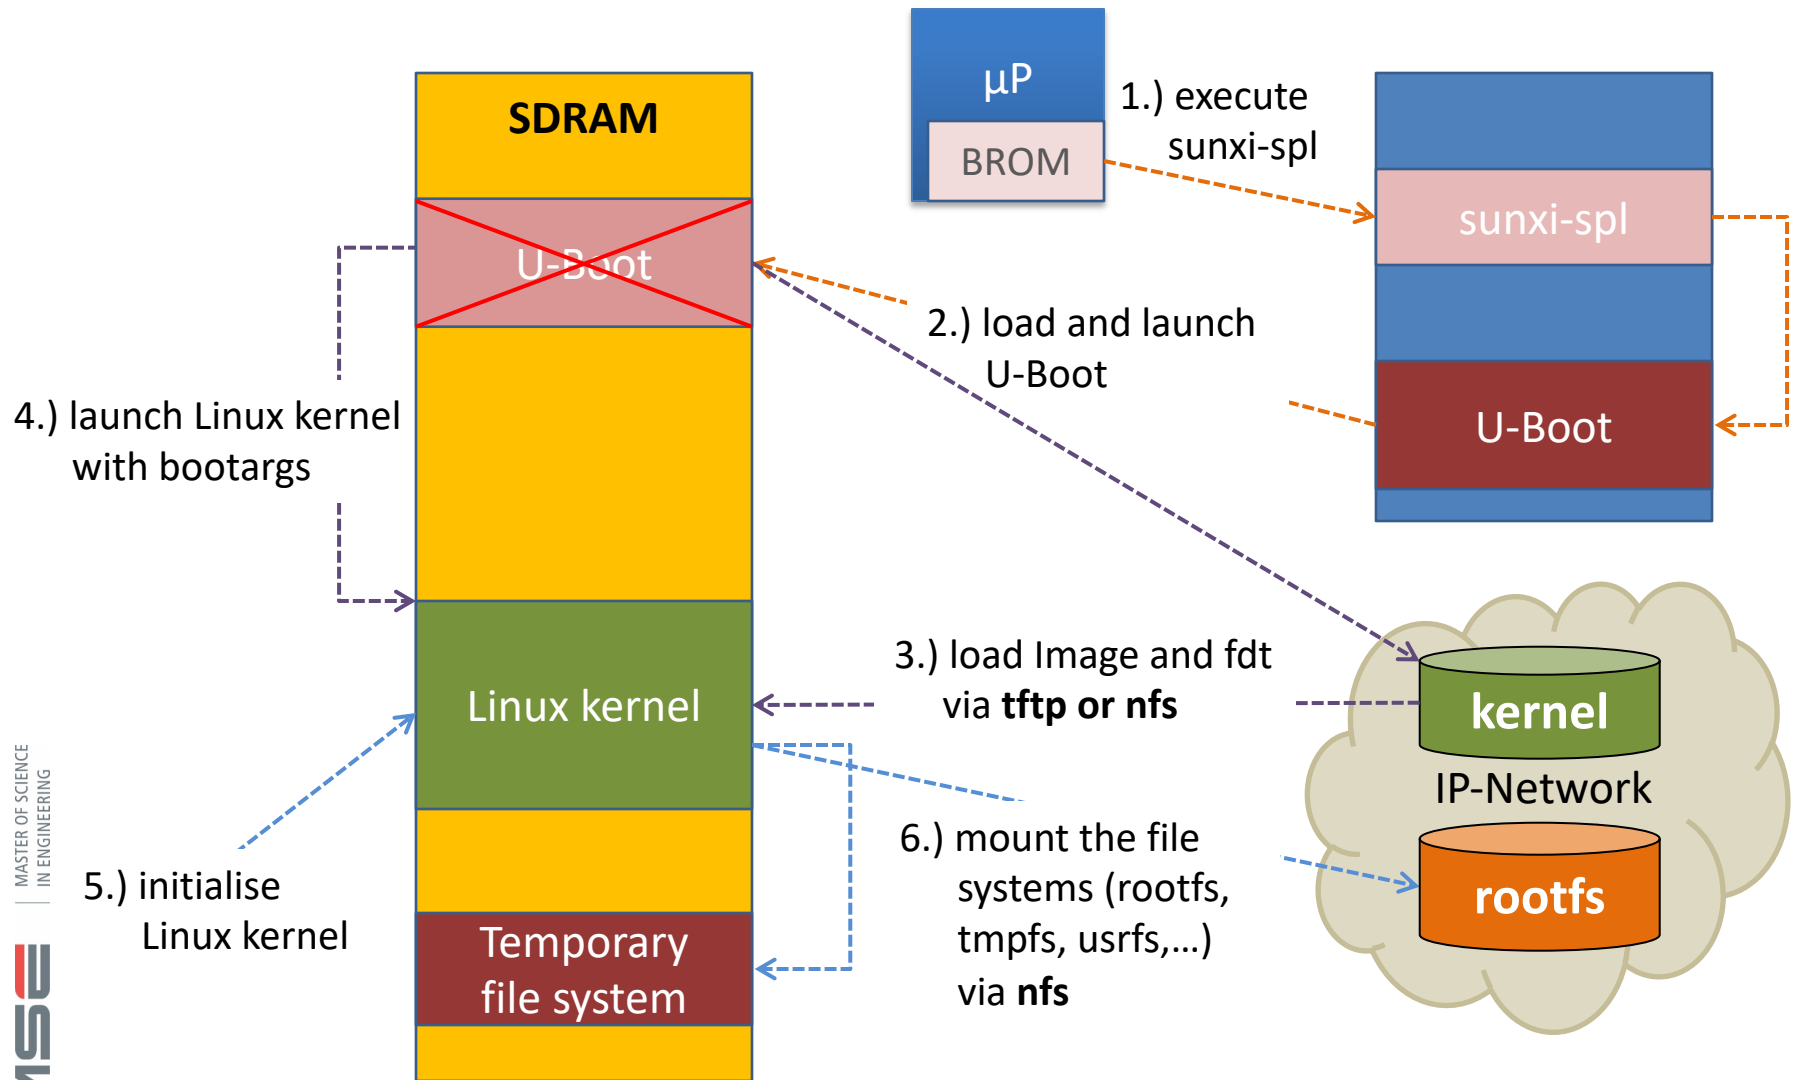 µP
BROM
1.) execute
sunxi-spl
SDRAM
U-Boot
sunxi-spl
2.) load and launch
U-Boot
U-Boot
4.) launch Linux kernel
with bootargs
3.) load Image and fdt
via tftp or nfs
Linux kernel
kernel
IP-Network
rootfs
5.) initialise
Linux kernel
6.) mount the file
systems (rootfs,
tmpfs, usrfs,...)
via nfs
Temporary
file system
MASTER OF SCIENCE
IN ENGINEERING
MSE